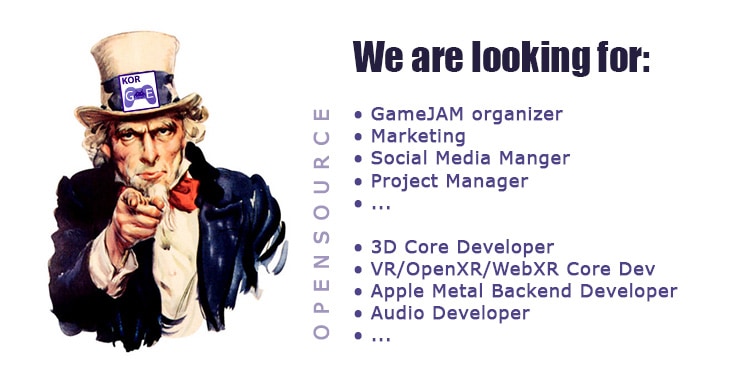 KOR
G E
We are looking for:
OPENSOURCE
• GameJAM organizer
• Marketing
• Social Media Manger
• Project Manager
• ...
• 3D Core Developer
• VR/OpenXR/WebXR Core Dev
• Apple Metal Backend Developer
• Audio Developer
• ...